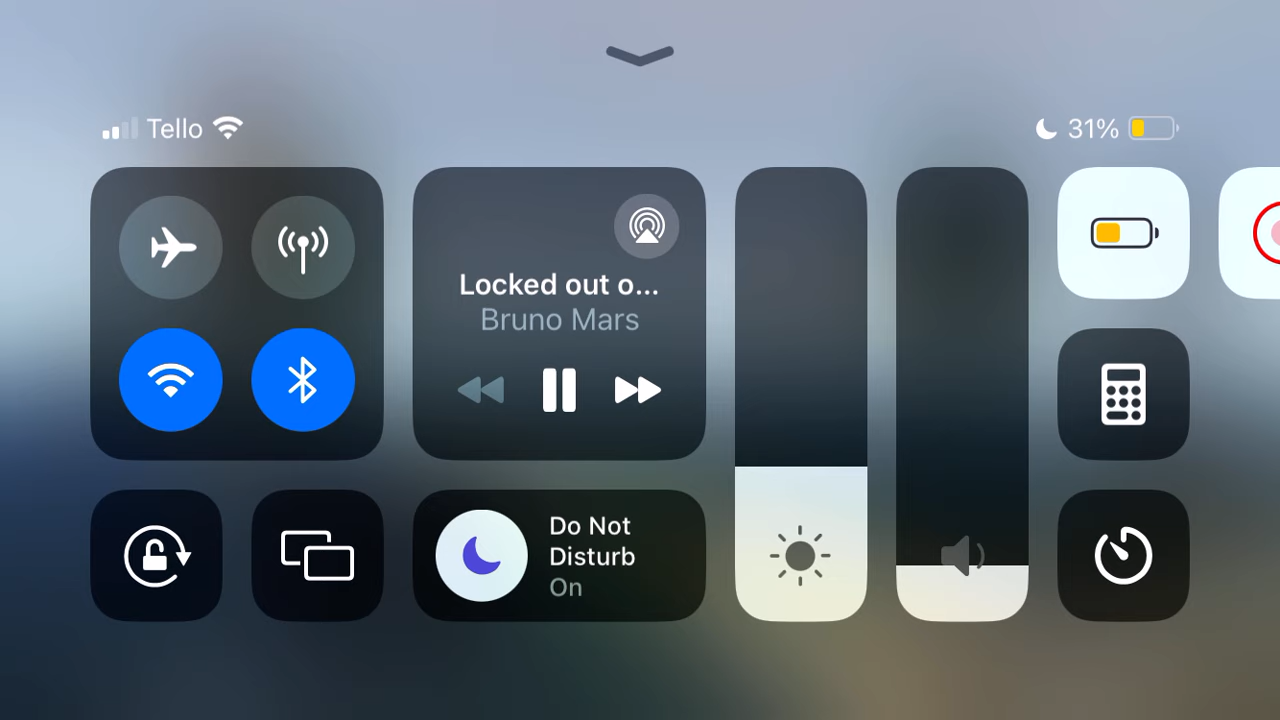 Tello
31%
Locked out o...
Bruno Mars
Do Not
Disturb
On